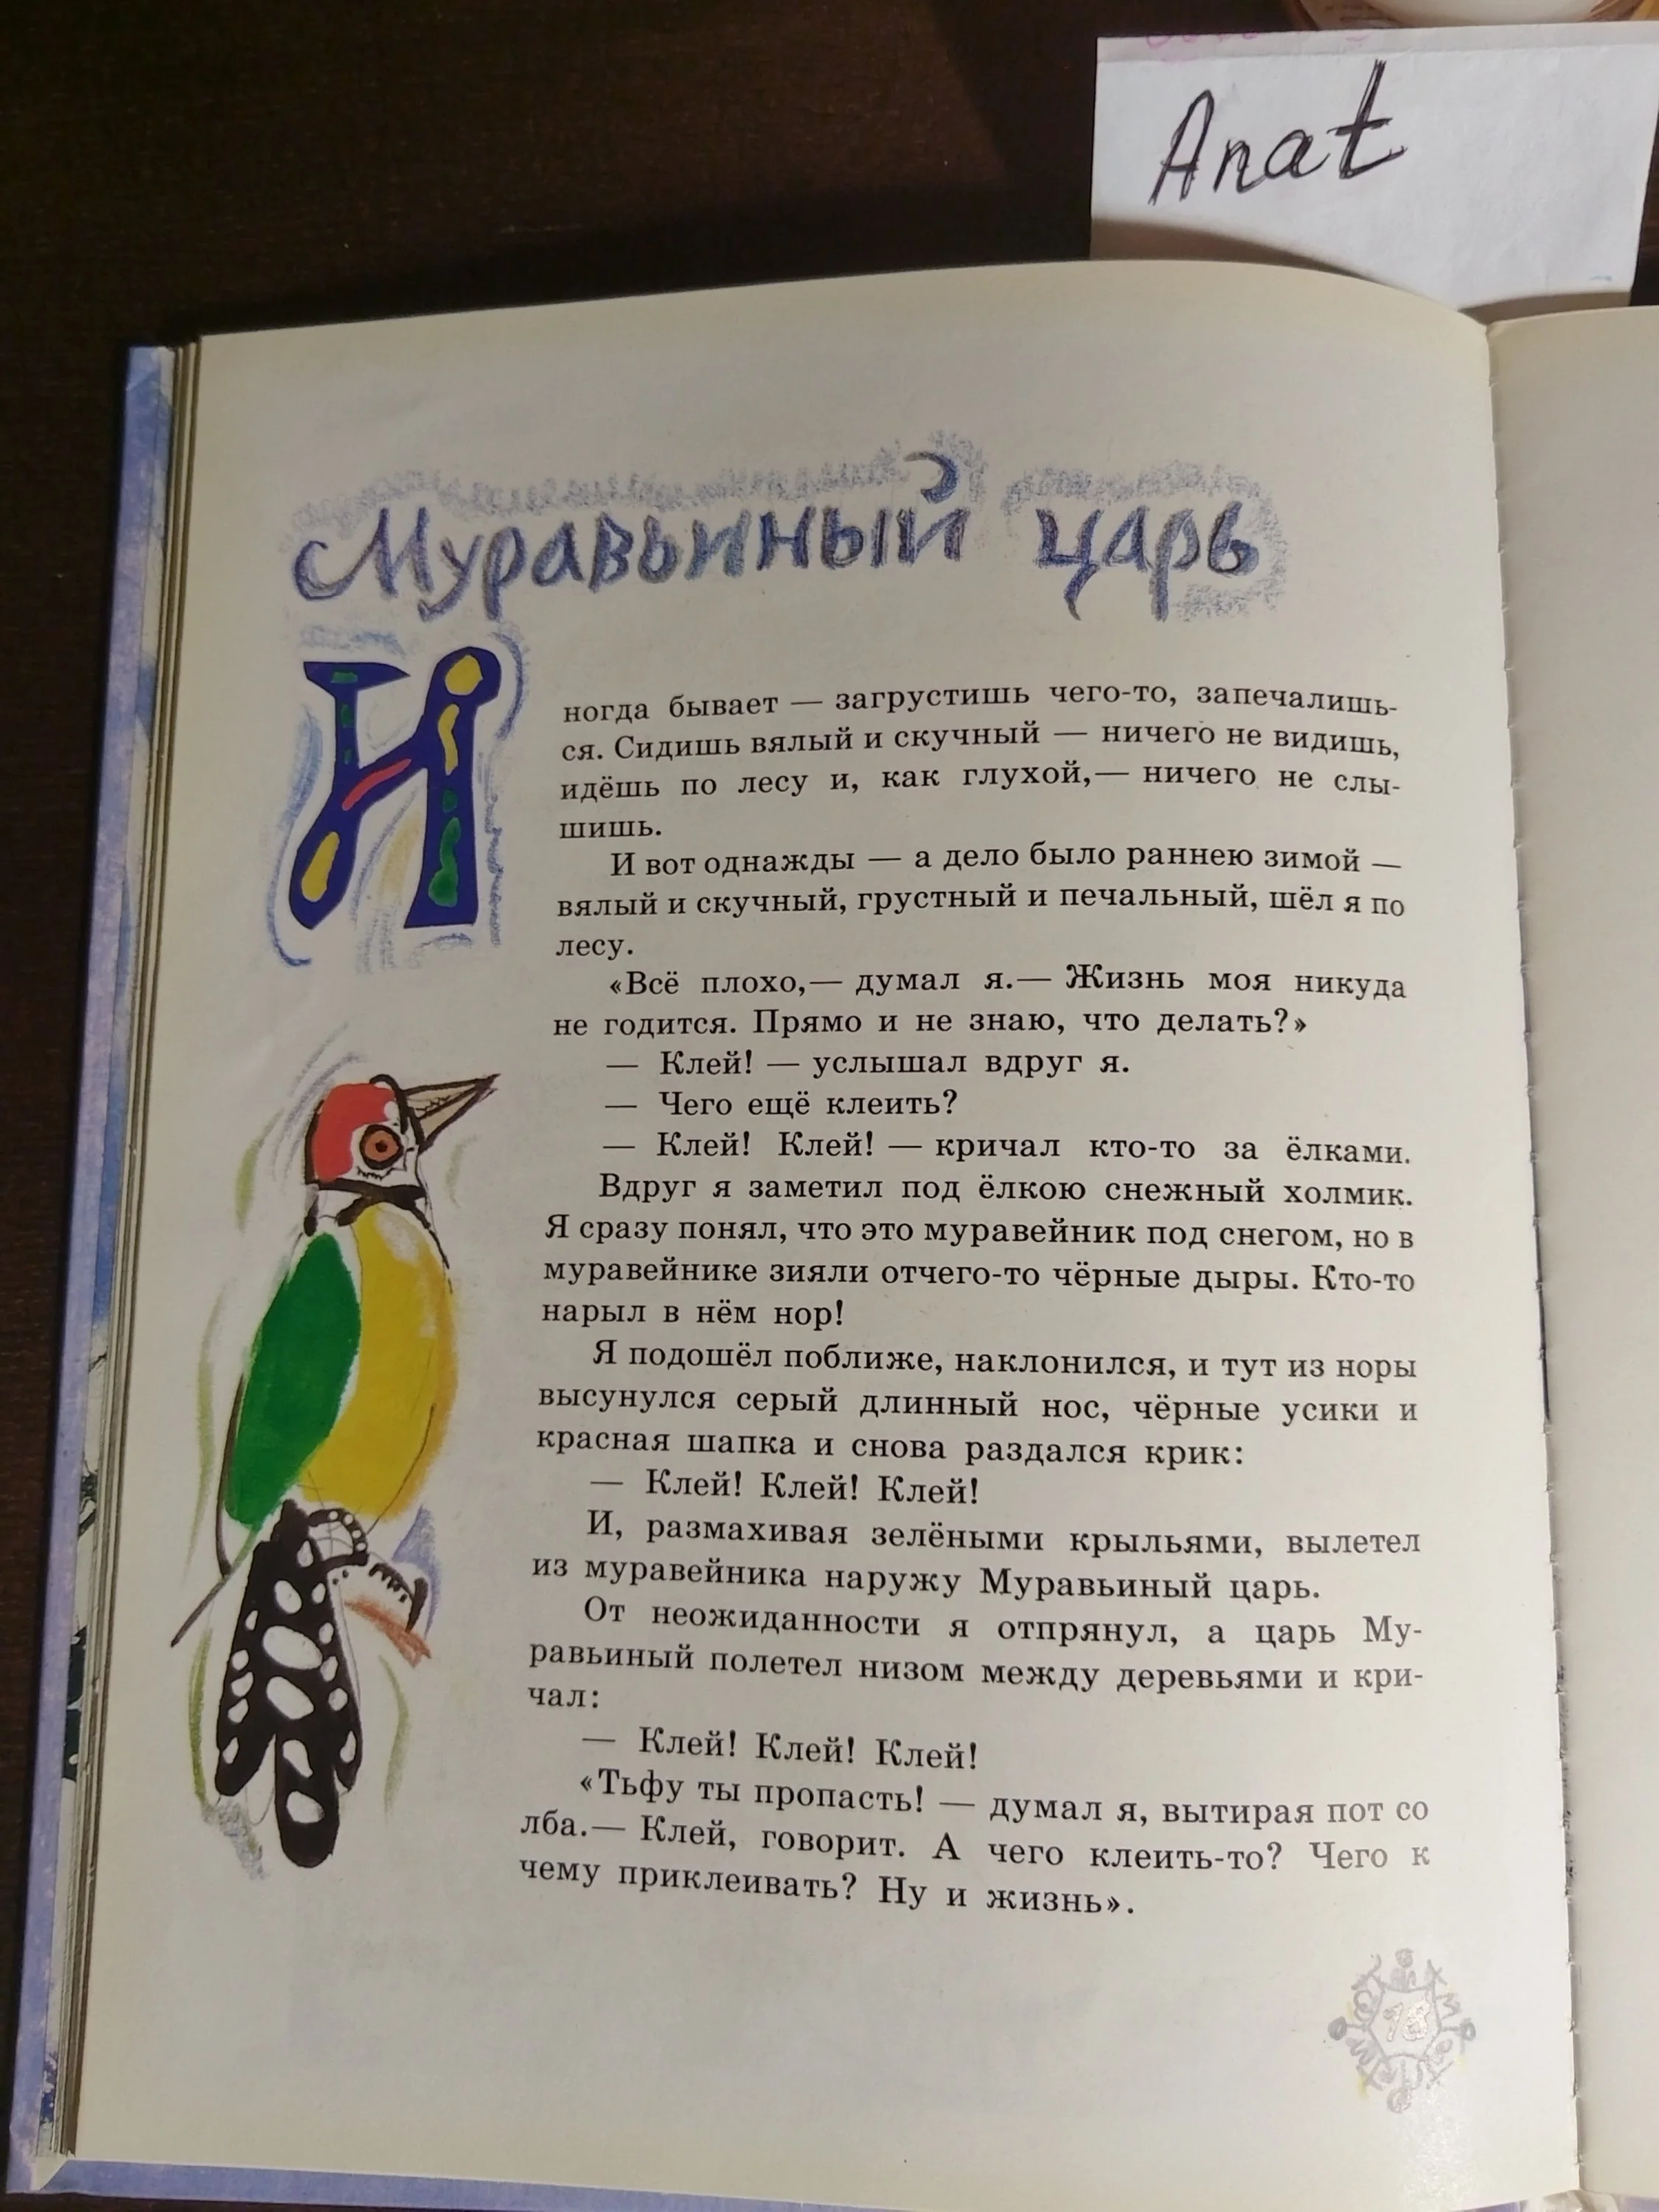 Anat
Муравьиный царь
Иногда бывает — загрустишь чего-то, запечалишь-
ся. Сидишь вялый и скучный — ничего не видишь,
идёшь по лесу и, как глухой,— ничего не слы-
шишь.
И вот однажды — а дело было раннею зимой —
вялый и скучный, грустный и печальный, шёл я по
лесу.
«Всё плохо,— думал я.— Жизнь моя никуда
не годится. Прямо и не знаю, что делать?»
— Клей! — услышал вдруг я.
— Чего ещё клеить?
— Клей! Клей! — кричал кто-то за ёлками.
Вдруг я заметил под ёлкою снежный холмик.
Я сразу понял, что это муравейник под снегом, но в
муравейнике зияли отчего-то чёрные дыры. Кто-то
нарыл в нём нор!
Я подошёл поближе, наклонился, и тут из норы
высунулся серый длинный нос, чёрные усики и
красная шапка и снова раздался крик:
— Клей! Клей! Клей!
И, размахивая зелёными крыльями, вылетел
из муравейника наружу Муравьиный царь.
От неожиданности я отпрянул, а царь Му-
равьиный полетел низом между деревьями и кри-
чал:
— Клей! Клей! Клей!
«Тьфу ты пропасть! — думал я, вытирая пот со
лба.— Клей, говорит. А чего клеить-то? Чего к
чему приклеивать? Ну и жизнь».
18